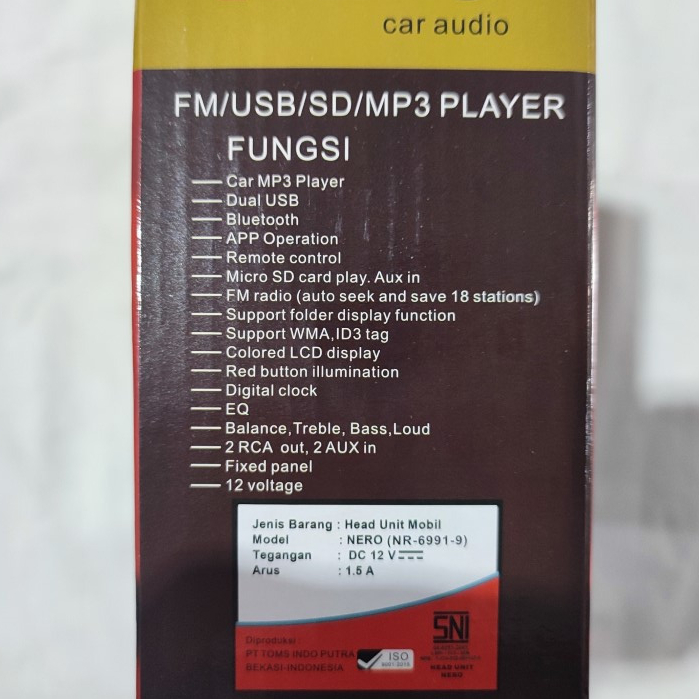 car audio
FM/USB/SD/MP3 PLAYER
FUNGSI
Car MP3 Player
Dual USB
Bluetooth
APP Operation
Remote control
Micro SD card play. Aux in
FM radio (auto seek and save 18 stations)
Support folder display function
Support WMA,ID3 tag
Colored LCD display
Red button illumination
Digital clock
EQ
Balance,Treble, Bass,Loud
2 RCA out, 2 AUX in
Fixed panel
12 voltage
Jenis Barang : Head Unit Mobil
Model : NERO (NR-6991-9)
Tegangan : DC 12 V
Arus : 1.5 A
Diproduksi :
PT TOMS INDO PUTRA
BEKASI-INDONESIA
ISO
SNI
HEAD UNIT
NERO